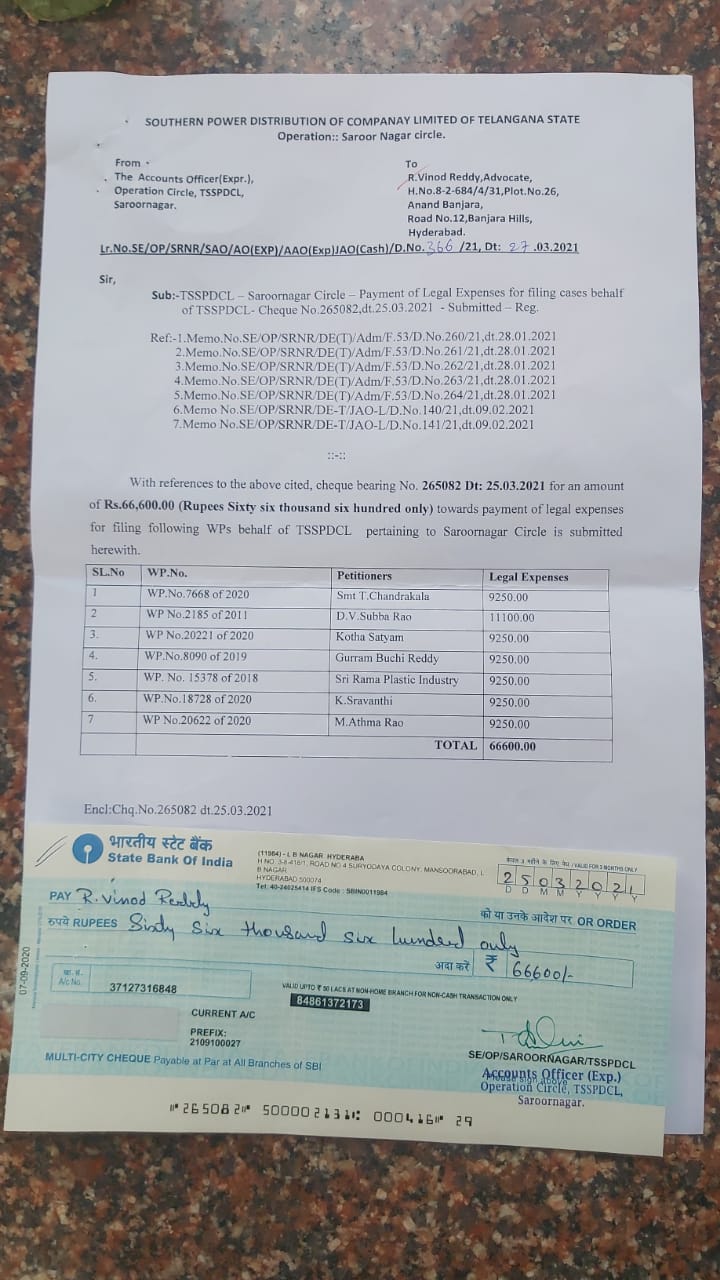 SOUTHERN POWER DISTRIBUTION OF COMPANAY LIMITED OF TELANGANA STATE
Operation:: Saroor Nagar circle.
From
The Accounts Officer(Expr.),
Operation Circle, TSSPDCL,
Saroornagar.
To
R.Vinod Reddy,Advocate,
H.No.8-2-684/4/31,Plot.No.26,
Anand Banjara,
Road No.12,Banjara Hills,
Hyderabad.
Lr.No.SE/OP/SRNR/SAO/AO(EXP)/AAO(Exp)JAO(Cash)/D.No.366 /21, Dt: 27 .03.2021
Sir,
Sub:-TSSPDCL – Saroornagar Circle – Payment of Legal Expenses for filing cases behalf
of TSSPDCL- Cheque No.265082,dt.25.03.2021 - Submitted – Reg.
Ref:-1.Memo.No.SE/OP/SRNR/DE(T)/Adm/F.53/D.No.260/21,dt.28.01.2021
2.Memo.No.SE/OP/SRNR/DE(T)/Adm/F.53/D.No.261/21,dt.28.01.2021
3.Memo.No.SE/OP/SRNR/DE(T)/Adm/F.53/D.No.262/21,dt.28.01.2021
4.Memo.No.SE/OP/SRNR/DE(T)/Adm/F.53/D.No.263/21,dt.28.01.2021
5.Memo.No.SE/OP/SRNR/DE(T)/Adm/F.53/D.No.264/21,dt.28.01.2021
6.Memo No.SE/OP/SRNR/DE-T/JAO-L/D.No.140/21,dt.09.02.2021
7.Memo No.SE/OP/SRNR/DE-T/JAO-L/D.No.141/21,dt.09.02.2021
::-::
With references to the above cited, cheque bearing No. 265082 Dt: 25.03.2021 for an amount
of Rs.66,600.00 (Rupees Sixty six thousand six hundred only) towards payment of legal expenses
for filing following WPs behalf of TSSPDCL pertaining to Saroornagar Circle is submitted
herewith.
SL.No WP.No. Petitioners Legal Expenses
1 WP.No.7668 of 2020 Smt T.Chandrakala 9250.00
2 WP No.2185 of 2011 D.V.Subba Rao 11100.00
3. WP No.20221 of 2020 Kotha Satyam 9250.00
4. WP.No.8090 of 2019 Gurram Buchi Reddy 9250.00
5. WP. No. 15378 of 2018 Sri Rama Plastic Industry 9250.00
6. WP.No.18728 of 2020 K.Sravanthi 9250.00
7 WP No.20622 of 2020 M.Athma Rao 9250.00
TOTAL 66600.00
Encl:Chq.No.265082 dt.25.03.2021
भारतीय स्टेट बैंक
State Bank Of India
(11984) - L B NAGAR HYDERABA
H NO. 3-8-416/1, ROAD NO 4 SURYODAYA COLONY, MANSOORABAD, L
B NAGAR
HYDERABAD 500074
Tel: 40-24025414 IFS Code : SBIN0011984
केवल 3 महीने के लिए वैध / VALID FOR 3 MONTHS ONLY
25032021
D D M M Y Y Y Y
PAY R. Vinod Reddy
को या उनके आदेश पर OR ORDER
रुपये RUPEES Sixty six thousand six hundred only
अदा करें ₹ 66600/-
खा. सं.
A/c No. 37127316848
VALID UPTO ₹ 50 LACS AT NON-HOME BRANCH FOR NON-CASH TRANSACTION ONLY
84861372173
07-09-2020
CURRENT A/C
PREFIX:
2109100027
MULTI-CITY CHEQUE Payable at Par at All Branches of SBI
SE/OP/SAROORNAGAR/TSSPDCL
Accounts Officer (Exp.)
Please sign above
Operation Circle, TSSPDCL,
Saroornagar.
⑈265082⑈ 500002131⑆ 000416⑈ 29